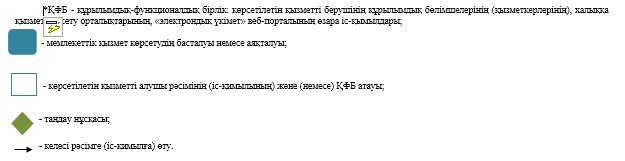 *ҚФБ - құрылымдық-функционалдық бірлік: көрсетілетін қызметті берушінің құрылымдық бөлімшелерінің (қызметкерлерінің), халыққа
қызмет сету орталықтарының, «электрондық үкімет» веб-порталының өзара іс-қимылдары;
- мемлекеттік қызмет көрсетудің басталуы немесе аяқталуы;
- көрсетілетін қызметті алушы рәсімінің (іс-қимылының) және (немесе) ҚФБ атауы;
- таңдау нұсқасы;
- келесі рәсімге (іс-қимылға) өту.